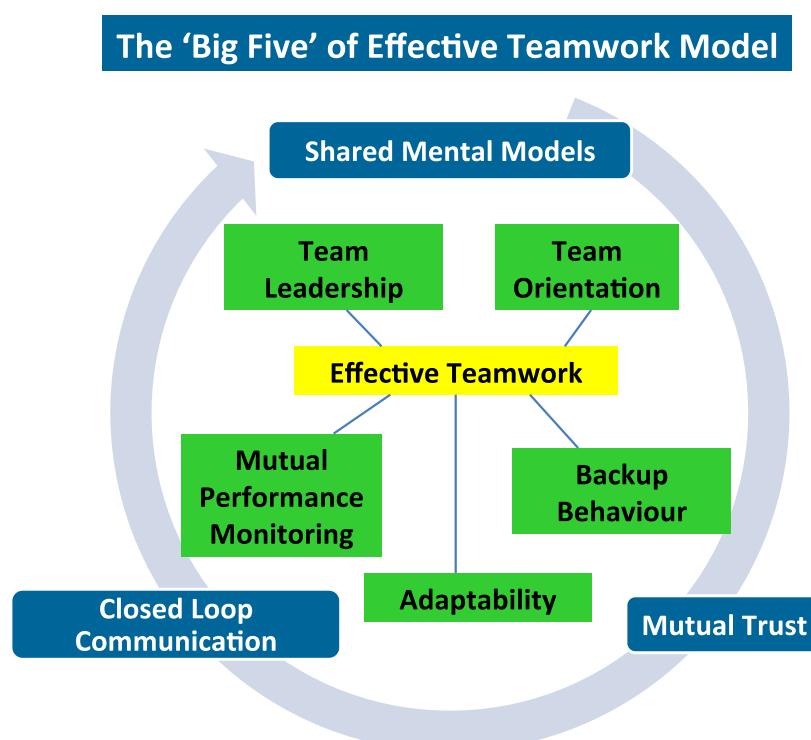 The ‘Big Five’ of Effective Teamwork Model
Shared Mental Models
Team
Leadership
Team
Orientation
Effective Teamwork
Mutual
Performance
Monitoring
Backup
Behaviour
Adaptability
Closed Loop
Communication
Mutual Trust